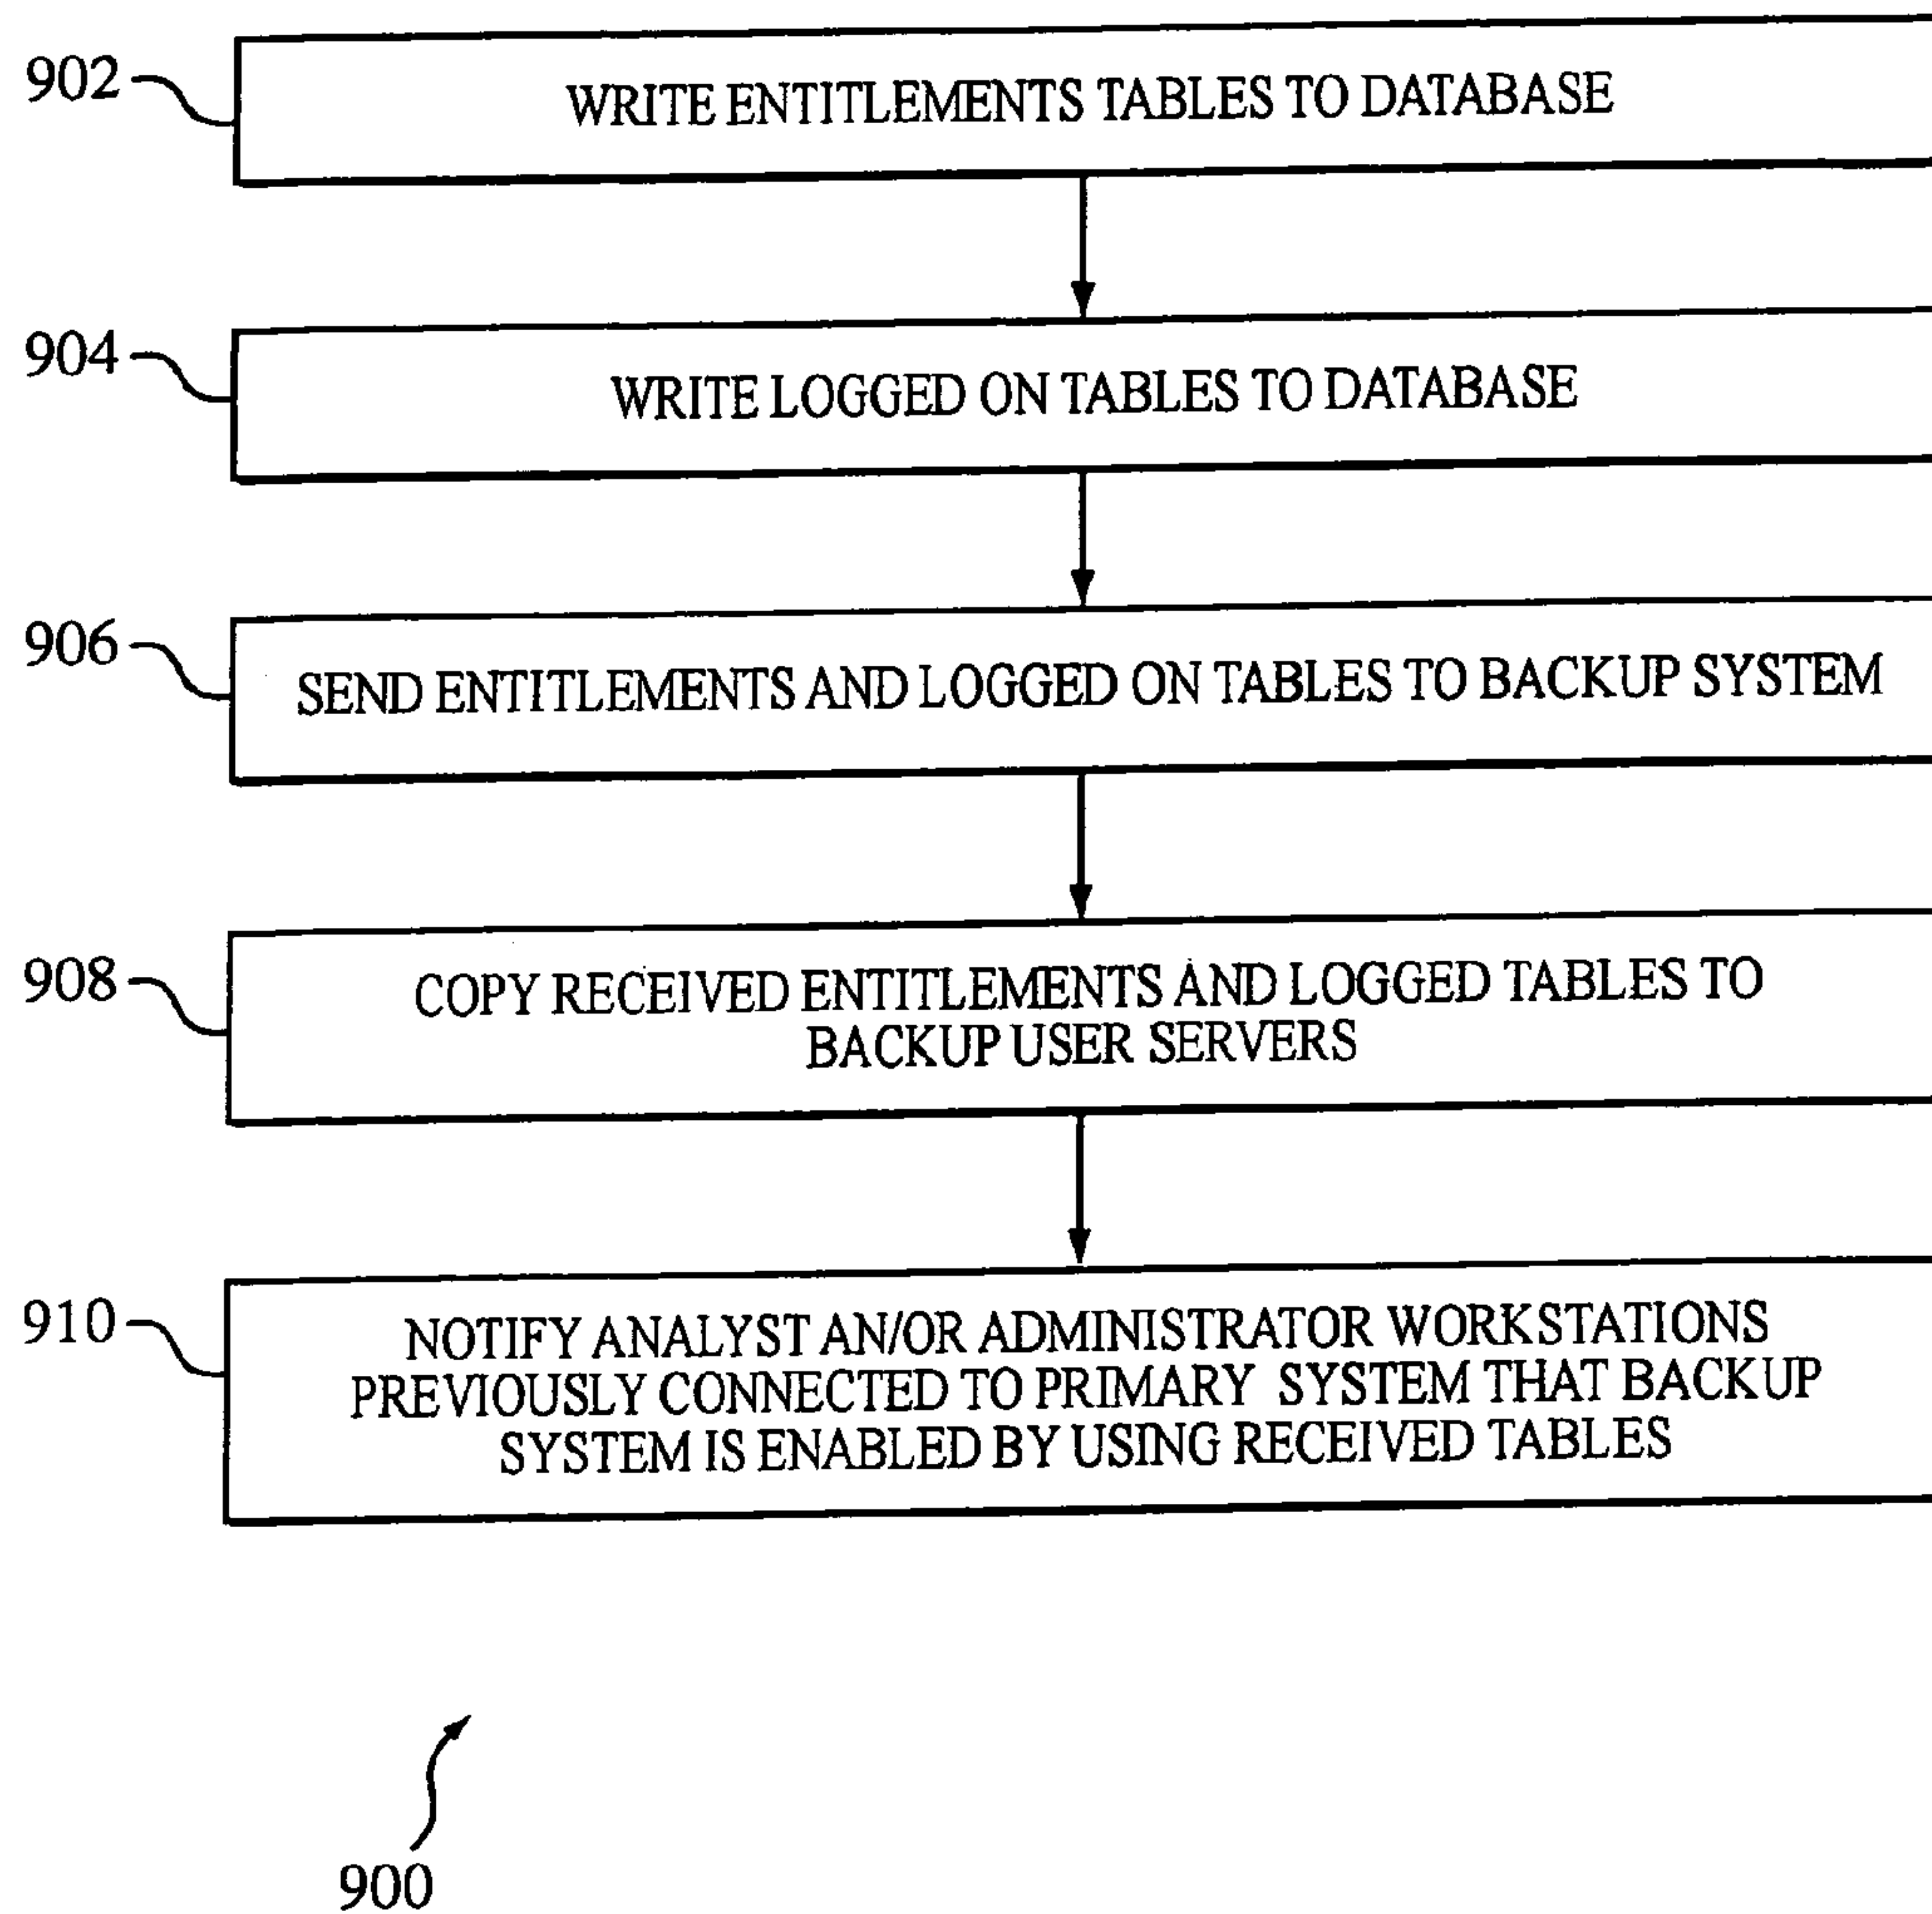 902
WRITE ENTITLEMENTS TABLES TO DATABASE
904
WRITE LOGGED ON TABLES TO DATABASE
906
SEND ENTITLEMENTS AND LOGGED ON TABLES TO BACKUP SYSTEM
908
COPY RECEIVED ENTITLEMENTS AND LOGGED TABLES TO
BACKUP USER SERVERS
910
NOTIFY ANALYST AN/OR ADMINISTRATOR WORKSTATIONS
PREVIOUSLY CONNECTED TO PRIMARY SYSTEM THAT BACKUP
SYSTEM IS ENABLED BY USING RECEIVED TABLES
900